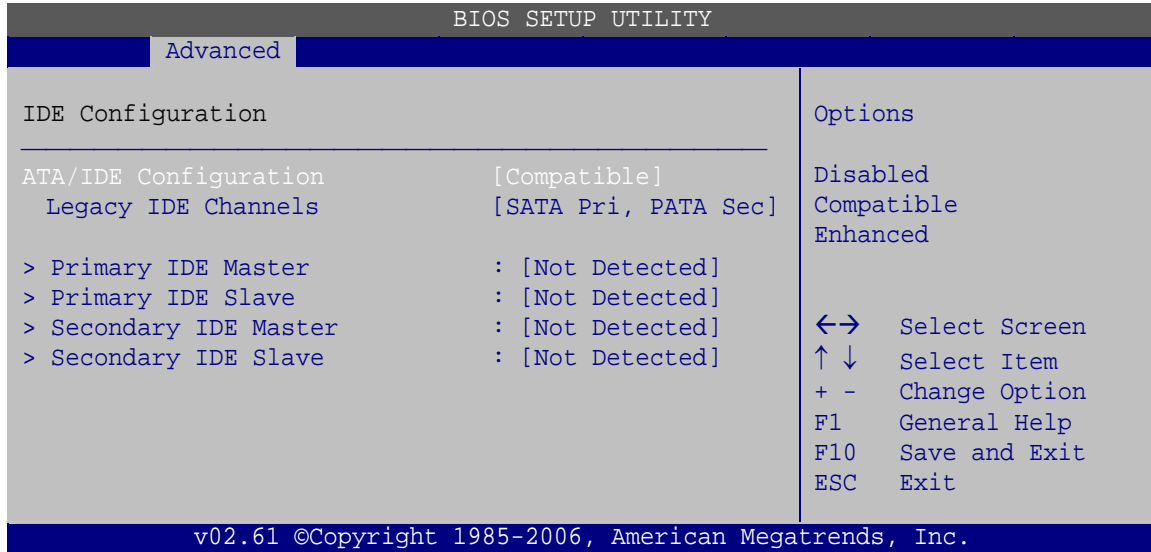 BIOS SETUP UTILITY
Advanced
IDE Configuration
ATA/IDE Configuration [Compatible]
Legacy IDE Channels [SATA Pri, PATA Sec]
> Primary IDE Master : [Not Detected]
> Primary IDE Slave : [Not Detected]
> Secondary IDE Master : [Not Detected]
> Secondary IDE Slave : [Not Detected]
Options
Disabled
Compatible
Enhanced
←→ Select Screen
↑ ↓ Select Item
+ - Change Option
F1 General Help
F10 Save and Exit
ESC Exit
v02.61 ©Copyright 1985-2006, American Megatrends, Inc.